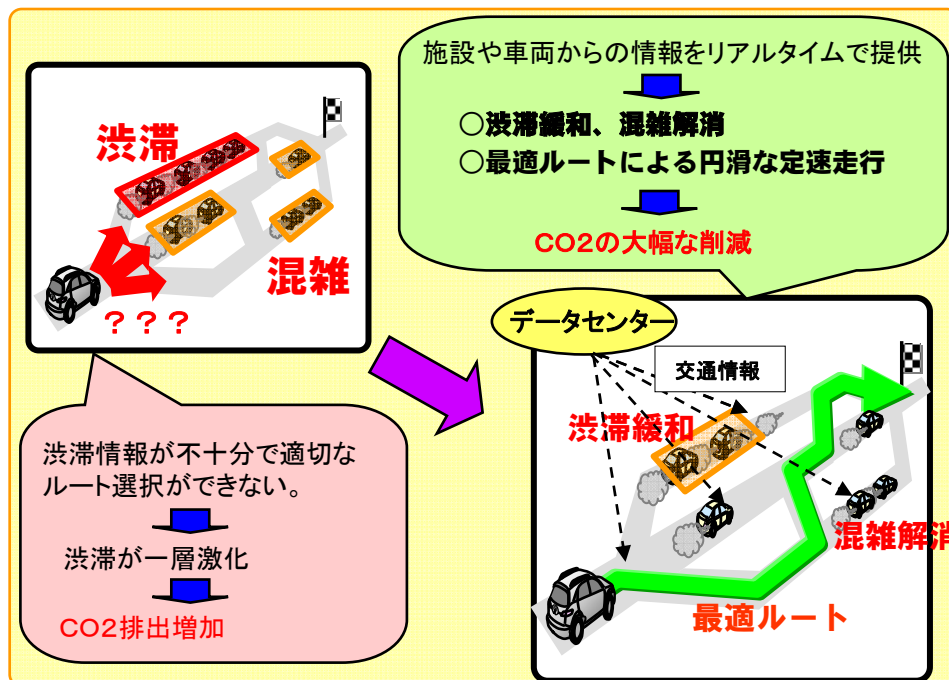 渋滞
混雑
？？？
渋滞情報が不十分で適切な
ルート選択ができない。
渋滞が一層激化
CO2排出増加
施設や車両からの情報をリアルタイムで提供
○渋滞緩和、混雑解消
○最適ルートによる円滑な定速走行
CO2の大幅な削減
データセンター
交通情報
渋滞緩和
混雑解消
最適ルート